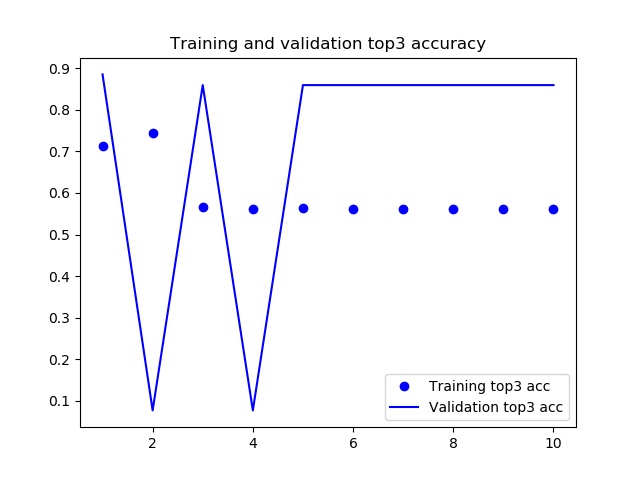 Training and validation top3 accuracy
0.9
0.8
0.7
0.6
0.5
0.4
0.3
0.2
0.1
Training top3 acc
Validation top3 acc
2 4 6 8 10